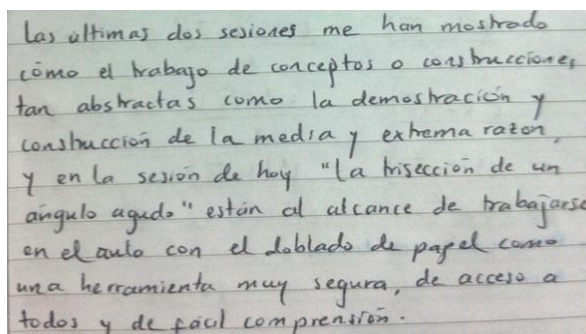 Las ultimas dos sesiones me han mostrado
cómo el trabajo de conceptos o construcciones
tan abstractas como la demostración y
construcción de la media y extrema razon,
y en la sesión de hoy "La trisección de un
ángulo agudo" están al alcance de trabajarse
en el aula con el doblado de papel como
una herramienta muy segura, de acceso a
todos y de fácil comprensión.